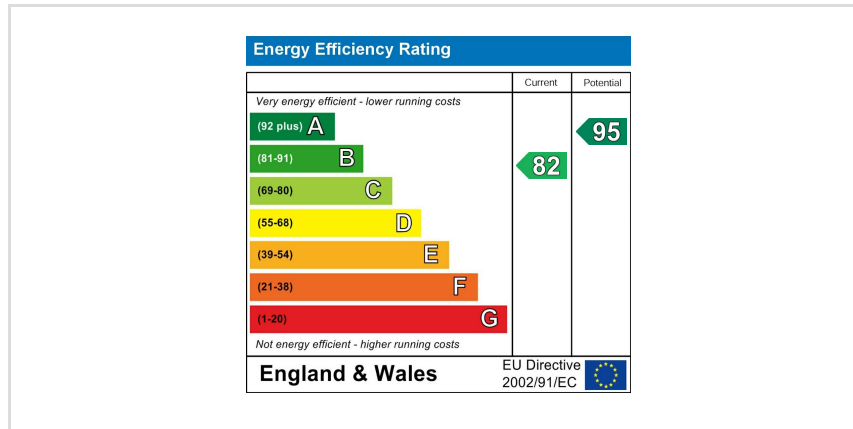 Energy Efficiency Rating
Current Potential
Very energy efficient - lower running costs
(92 plus) A
95
(81-91) B
82
(69-80) C
(55-68) D
(39-54) E
(21-38) F
(1-20) G
Not energy efficient - higher running costs
England & Wales
EU Directive
2002/91/EC